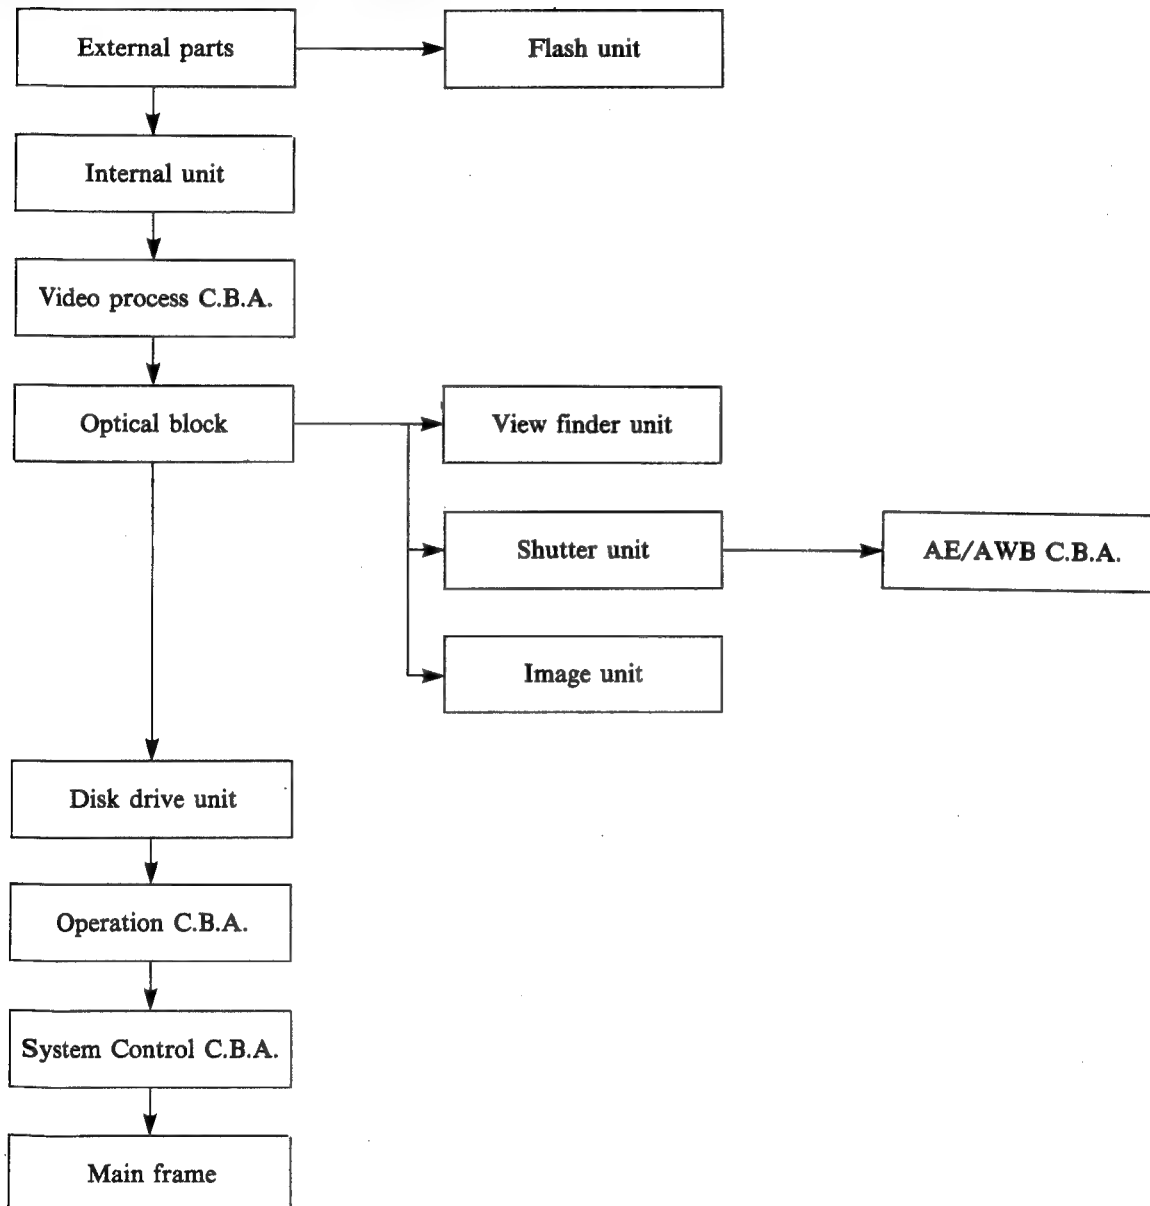 External parts
Flash unit
Internal unit
Video process C.B.A.
Optical block
View finder unit
Shutter unit
AE/AWB C.B.A.
Image unit
Disk drive unit
Operation C.B.A.
System Control C.B.A.
Main frame